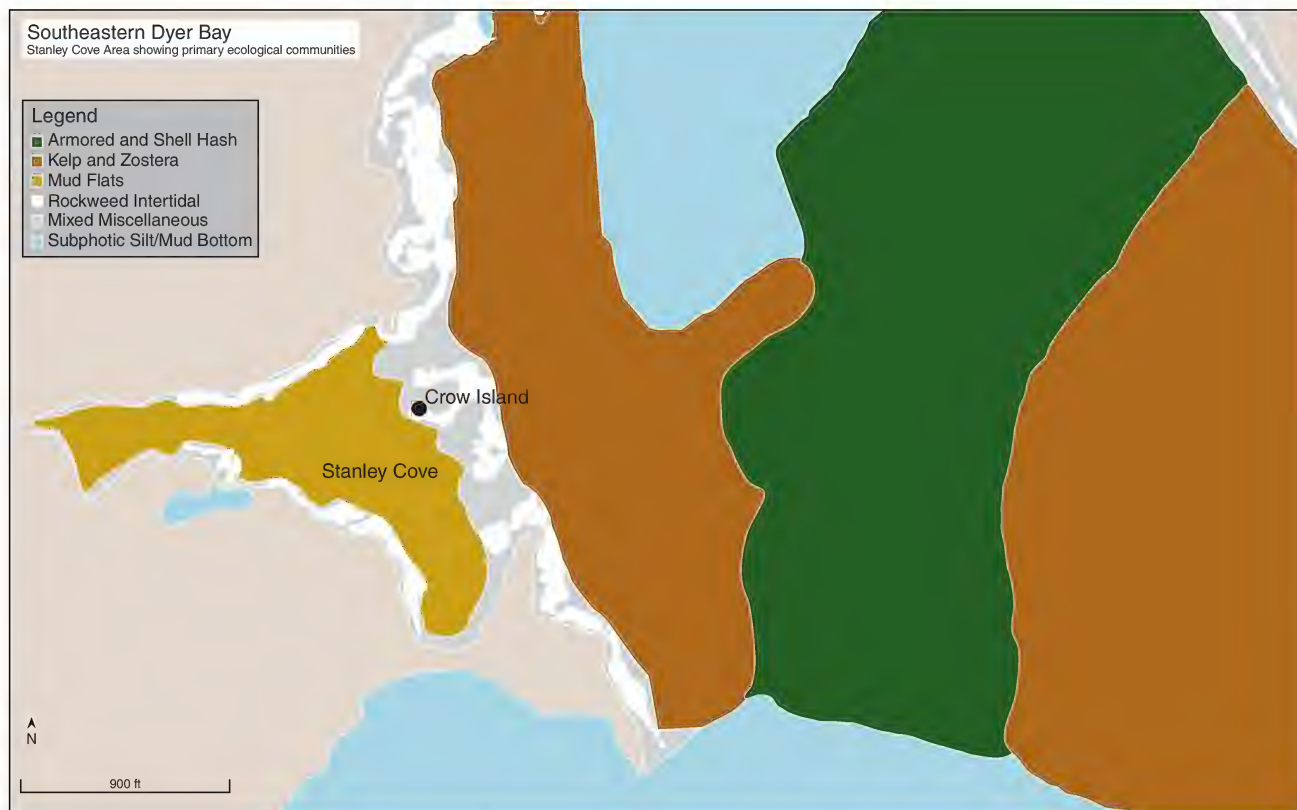 Southeastern Dyer Bay
Stanley Cove Area showing primary ecological communities
Legend
Armored and Shell Hash
Kelp and Zostera
Mud Flats
Rockweed Intertidal
Mixed Miscellaneous
Subphotic Silt/Mud Bottom
Crow Island
Stanley Cove
N
900 ft